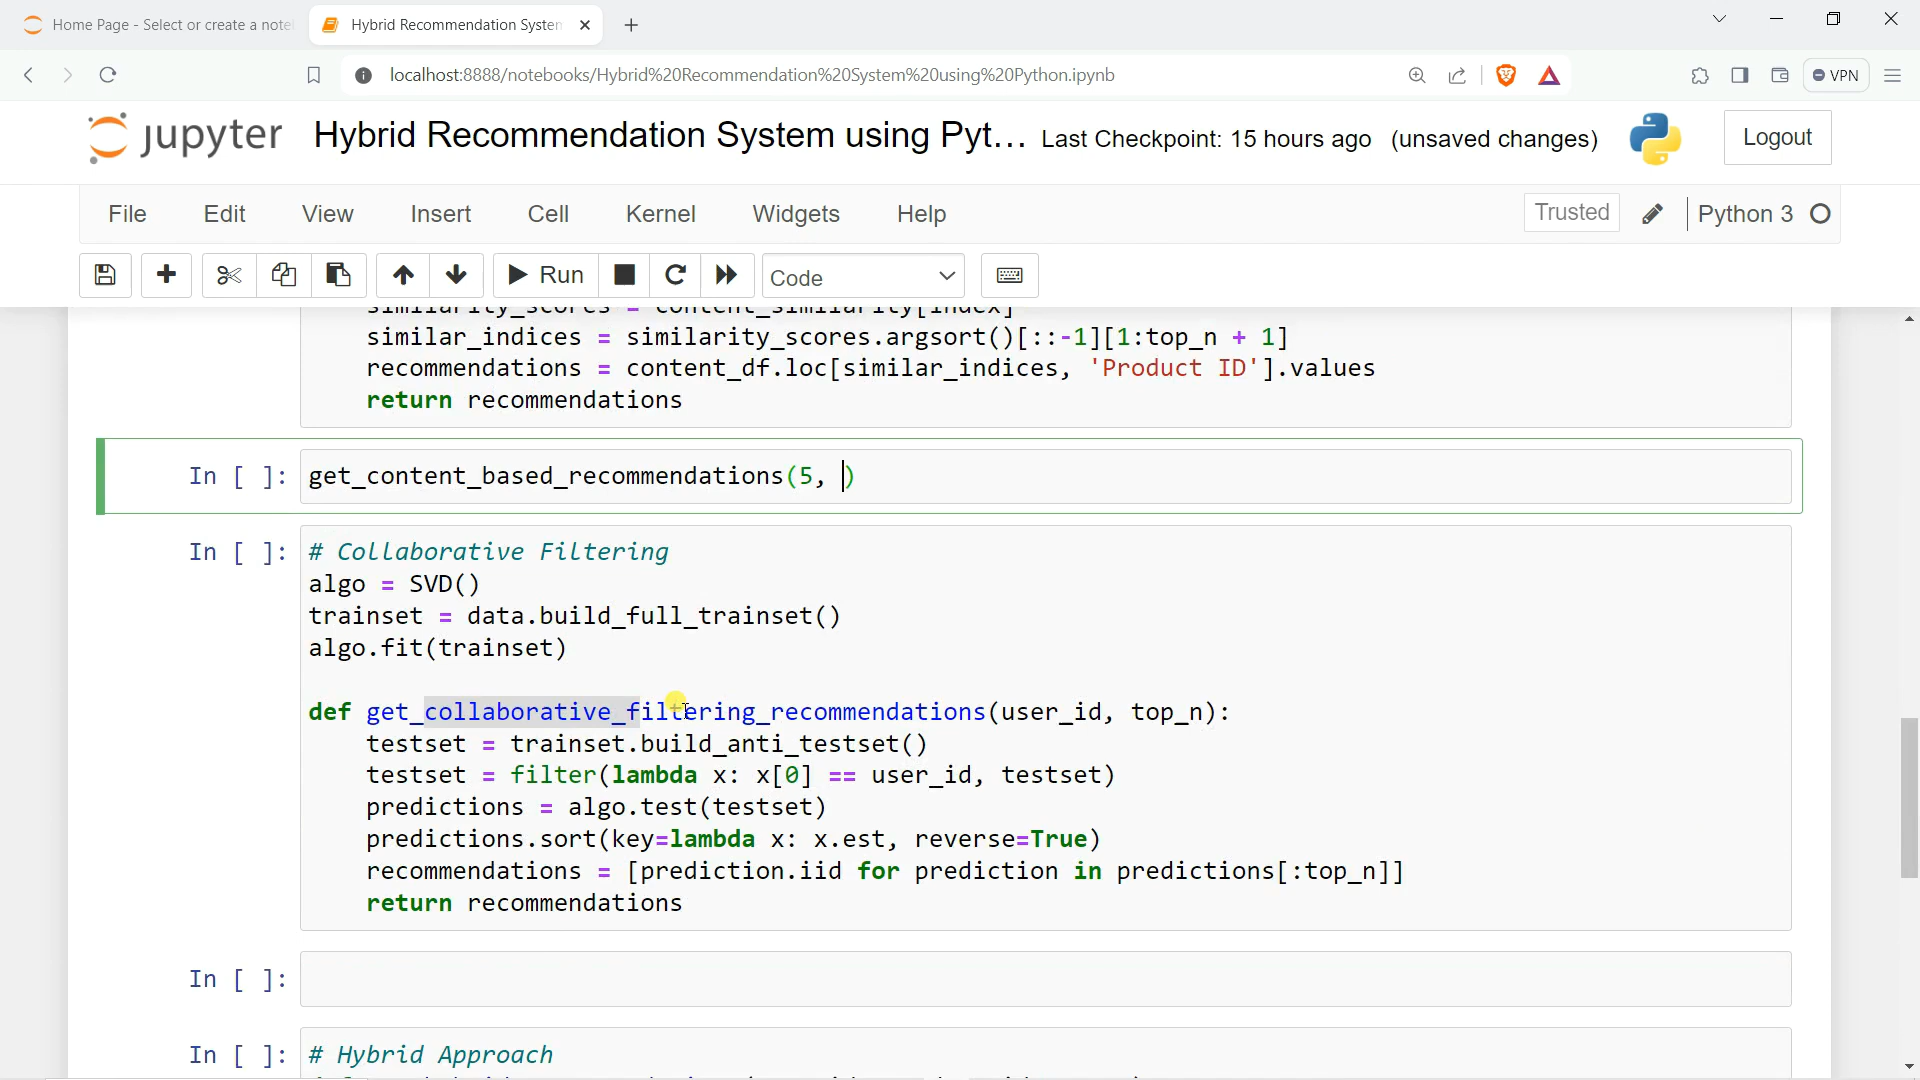 Home Page - Select or create a note
Hybrid Recommendation System
localhost:8888/notebooks/Hybrid%20Recommendation%20System%20using%20Python.ipynb
VPN
jupyter
Hybrid Recommendation System using Pyt... Last Checkpoint: 15 hours ago (unsaved changes)
Logout
File Edit View Insert Cell Kernel Widgets Help
Trusted
Python 3
Run
Code
similarity_scores = content_similarity[index]
similar_indices = similarity_scores.argsort()[::-1][1:top_n + 1]
recommendations = content_df.loc[similar_indices, 'Product ID'].values
return recommendations
In [ ]: get_content_based_recommendations(5, )
In [ ]: # Collaborative Filtering
algo = SVD()
trainset = data.build_full_trainset()
algo.fit(trainset)
def get_collaborative_filtering_recommendations(user_id, top_n):
testset = trainset.build_anti_testset()
testset = filter(lambda x: x[0] == user_id, testset)
predictions = algo.test(testset)
predictions.sort(key=lambda x: x.est, reverse=True)
recommendations = [prediction.iid for prediction in predictions[:top_n]]
return recommendations
In [ ]:
In [ ]: # Hybrid Approach